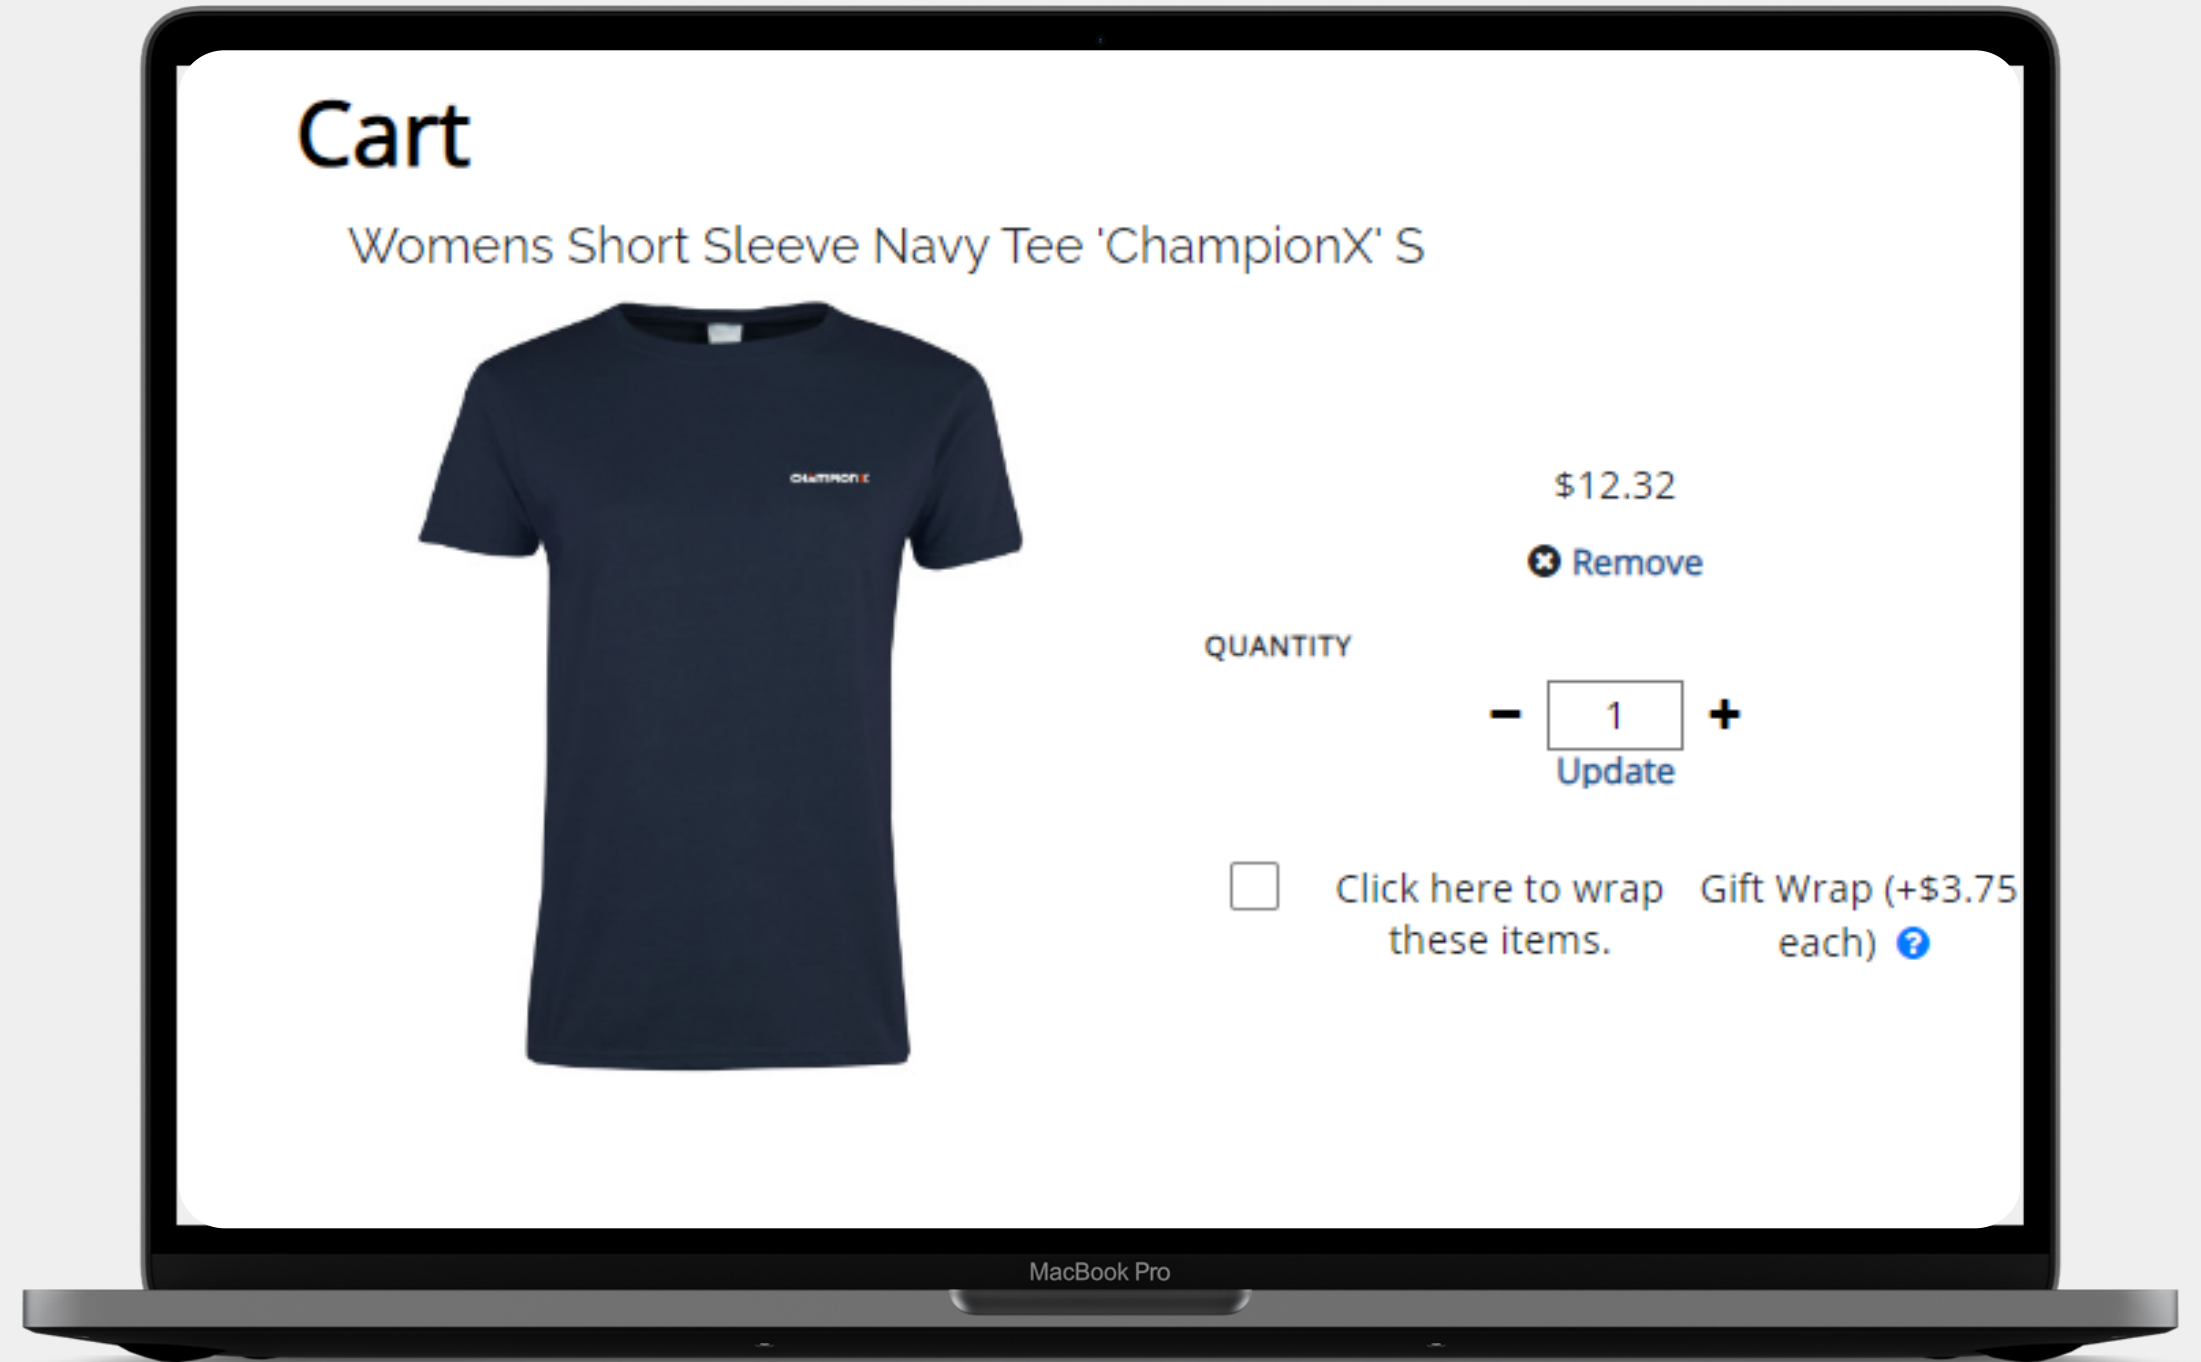 Cart
Womens Short Sleeve Navy Tee 'ChampionX' S
CHAMPIONX
$12.32
Remove
QUANTITY
1
Update
Click here to wrap
these items.
Gift Wrap (+$3.75
each)
MacBook Pro